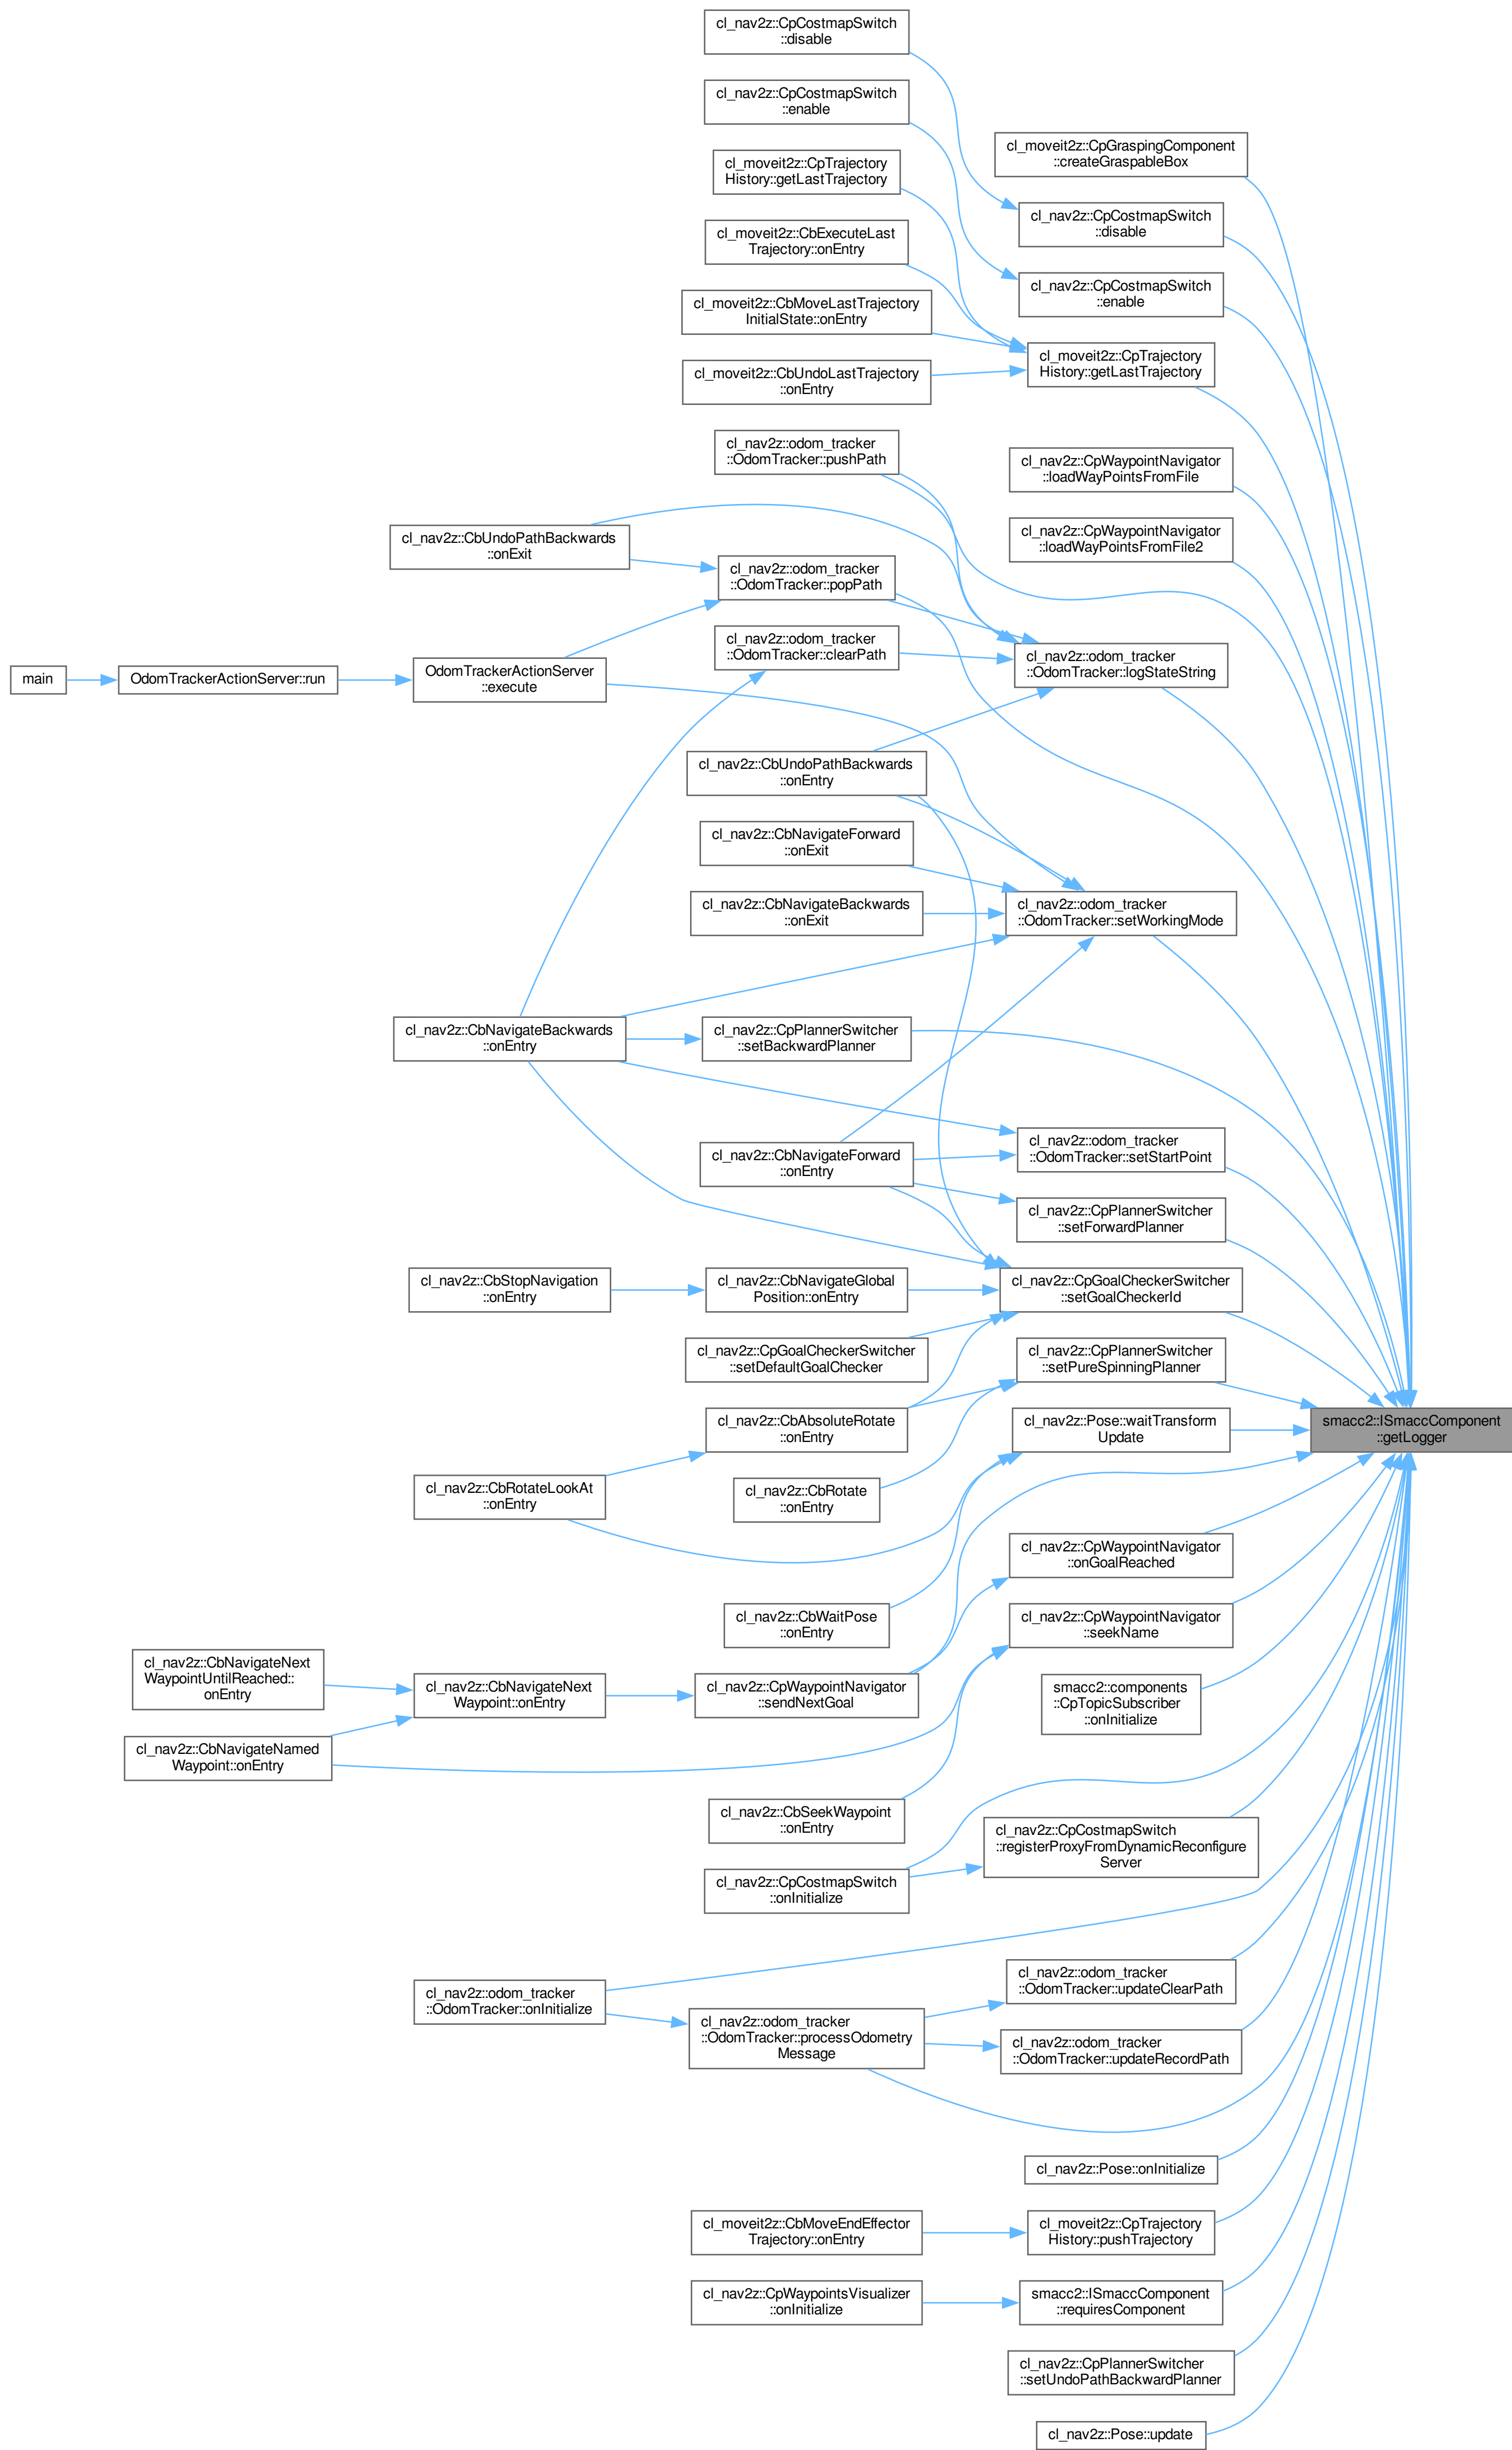 cl_nav2z::CpCostmapSwitch
::disable
cl_nav2z::CpCostmapSwitch
::enable
cl_moveit2z::CpGraspingComponent
::createGraspableBox
cl_moveit2z::CpTrajectory
History::getLastTrajectory
cl_nav2z::CpCostmapSwitch
::disable
cl_moveit2z::CbExecuteLast
Trajectory::onEntry
cl_nav2z::CpCostmapSwitch
::enable
cl_moveit2z::CbMoveLastTrajectory
InitialState::onEntry
cl_moveit2z::CpTrajectory
History::getLastTrajectory
cl_moveit2z::CbUndoLastTrajectory
::onEntry
cl_nav2z::odom_tracker
::OdomTracker::pushPath
cl_nav2z::CpWaypointNavigator
::loadWayPointsFromFile
cl_nav2z::CbUndoPathBackwards
::onExit
cl_nav2z::CpWaypointNavigator
::loadWayPointsFromFile2
cl_nav2z::odom_tracker
::OdomTracker::popPath
cl_nav2z::odom_tracker
::OdomTracker::clearPath
main
OdomTrackerActionServer::run
OdomTrackerActionServer
::execute
cl_nav2z::odom_tracker
::OdomTracker::logStateString
cl_nav2z::CbUndoPathBackwards
::onEntry
cl_nav2z::CbNavigateForward
::onExit
cl_nav2z::CbNavigateBackwards
::onExit
cl_nav2z::odom_tracker
::OdomTracker::setWorkingMode
cl_nav2z::CbNavigateBackwards
::onEntry
cl_nav2z::CpPlannerSwitcher
::setBackwardPlanner
cl_nav2z::CbNavigateForward
::onEntry
cl_nav2z::odom_tracker
::OdomTracker::setStartPoint
cl_nav2z::CpPlannerSwitcher
::setForwardPlanner
cl_nav2z::CbStopNavigation
::onEntry
cl_nav2z::CbNavigateGlobal
Position::onEntry
cl_nav2z::CpGoalCheckerSwitcher
::setGoalCheckerId
cl_nav2z::CpGoalCheckerSwitcher
::setDefaultGoalChecker
cl_nav2z::CpPlannerSwitcher
::setPureSpinningPlanner
cl_nav2z::CbAbsoluteRotate
::onEntry
cl_nav2z::Pose::waitTransform
Update
smacc2::ISmaccComponent
::getLogger
cl_nav2z::CbRotateLookAt
::onEntry
cl_nav2z::CbRotate
::onEntry
cl_nav2z::CpWaypointNavigator
::onGoalReached
cl_nav2z::CbWaitPose
::onEntry
cl_nav2z::CpWaypointNavigator
::seekName
cl_nav2z::CbNavigateNext
WaypointUntilReached::
onEntry
cl_nav2z::CbNavigateNext
Waypoint::onEntry
cl_nav2z::CpWaypointNavigator
::sendNextGoal
smacc2::components
::CpTopicSubscriber
::onInitialize
cl_nav2z::CbNavigateNamed
Waypoint::onEntry
cl_nav2z::CbSeekWaypoint
::onEntry
cl_nav2z::CpCostmapSwitch
::registerProxyFromDynamicReconfigure
Server
cl_nav2z::CpCostmapSwitch
::onInitialize
cl_nav2z::odom_tracker
::OdomTracker::onInitialize
cl_nav2z::odom_tracker
::OdomTracker::updateClearPath
cl_nav2z::odom_tracker
::OdomTracker::processOdometry
Message
cl_nav2z::odom_tracker
::OdomTracker::updateRecordPath
cl_nav2z::Pose::onInitialize
cl_moveit2z::CbMoveEndEffector
Trajectory::onEntry
cl_moveit2z::CpTrajectory
History::pushTrajectory
cl_nav2z::CpWaypointsVisualizer
::onInitialize
smacc2::ISmaccComponent
::requiresComponent
cl_nav2z::CpPlannerSwitcher
::setUndoPathBackwardPlanner
cl_nav2z::Pose::update